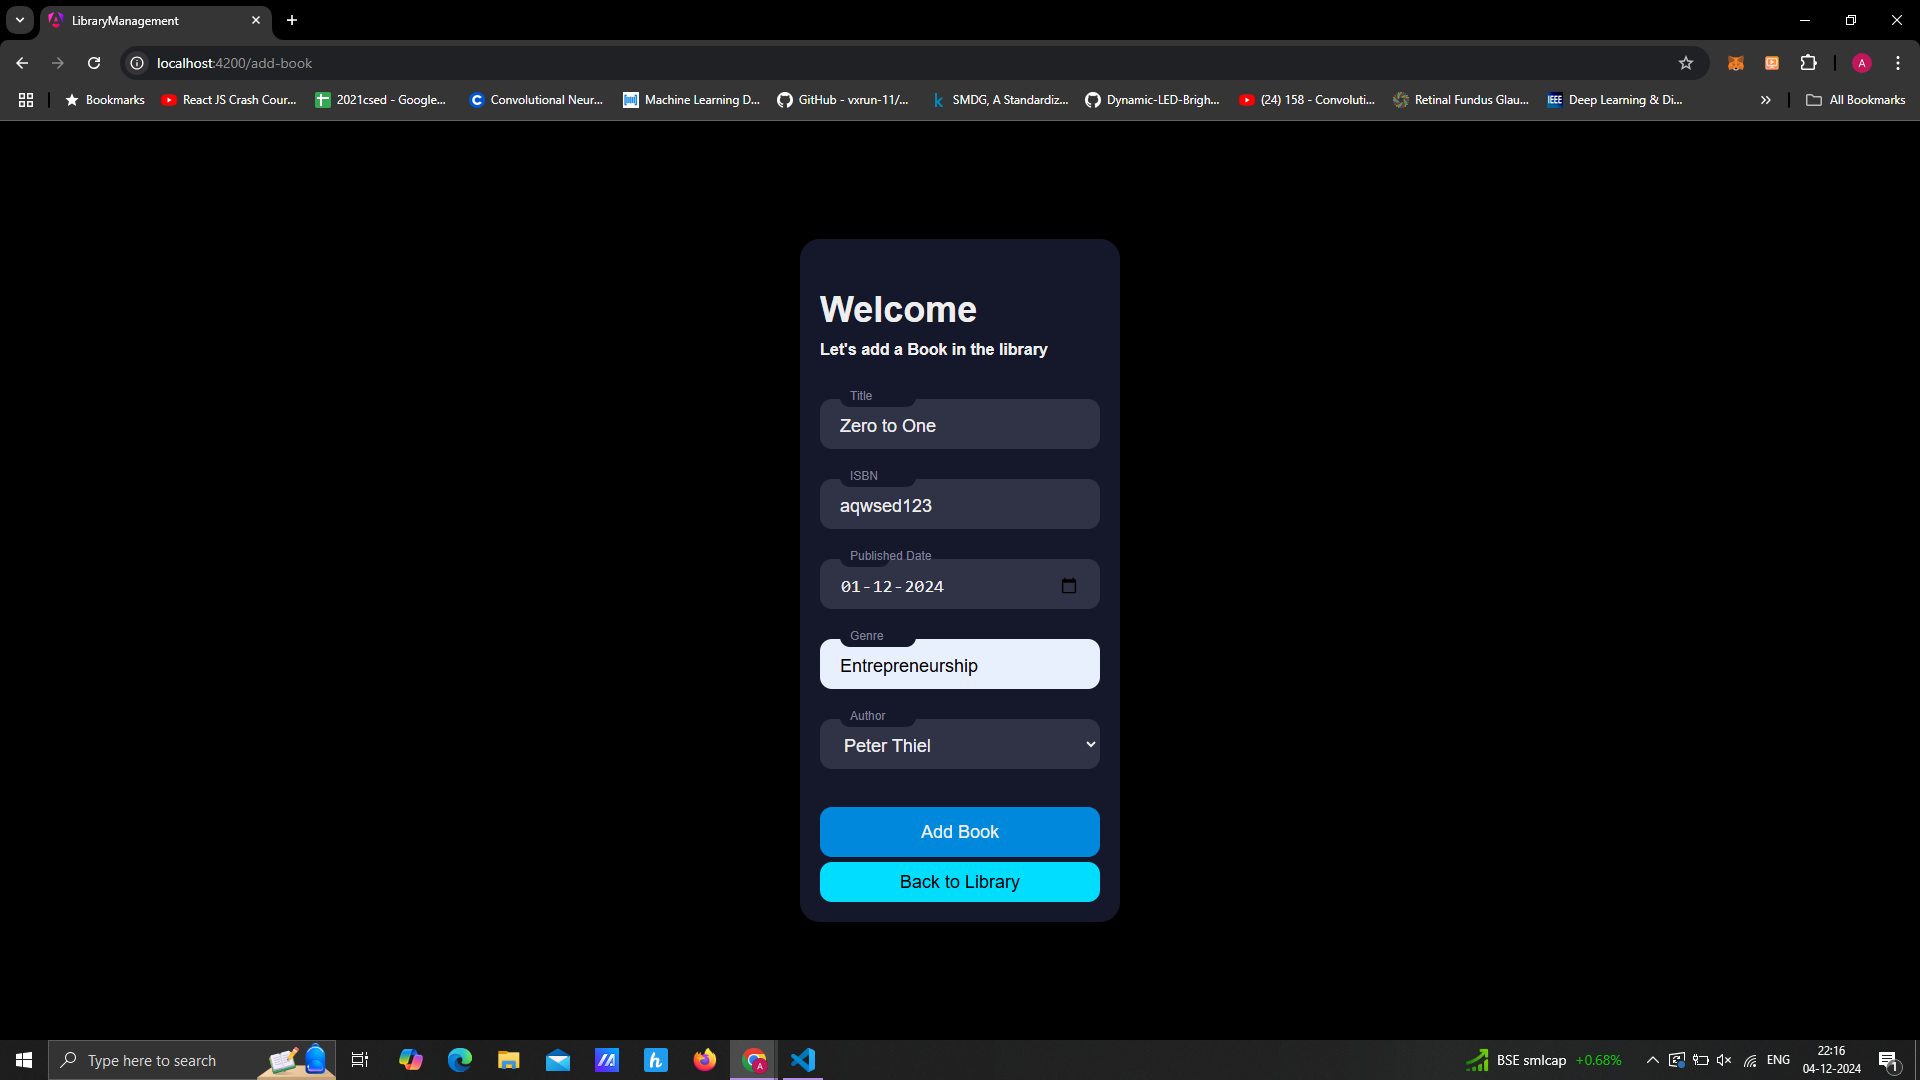 LibraryManagement
localhost:4200/add-book
A
Bookmarks
React JS Crash Cour...
2021csed - Google...
Convolutional Neur...
Machine Learning D...
GitHub - vxrun-11/...
SMDG, A Standardiz...
Dynamic-LED-Brigh...
(24) 158 - Convoluti...
Retinal Fundus Glau...
IEEE
Deep Learning & Di...
All Bookmarks
Welcome
Let's add a Book in the library
Title
Zero to One
ISBN
aqwsed123
Published Date
01-12-2024
Genre
Entrepreneurship
Author
Peter Thiel
Add Book
Back to Library
Type here to search
BSE smlcap +0.68%
ENG
22:16
04-12-2024
1